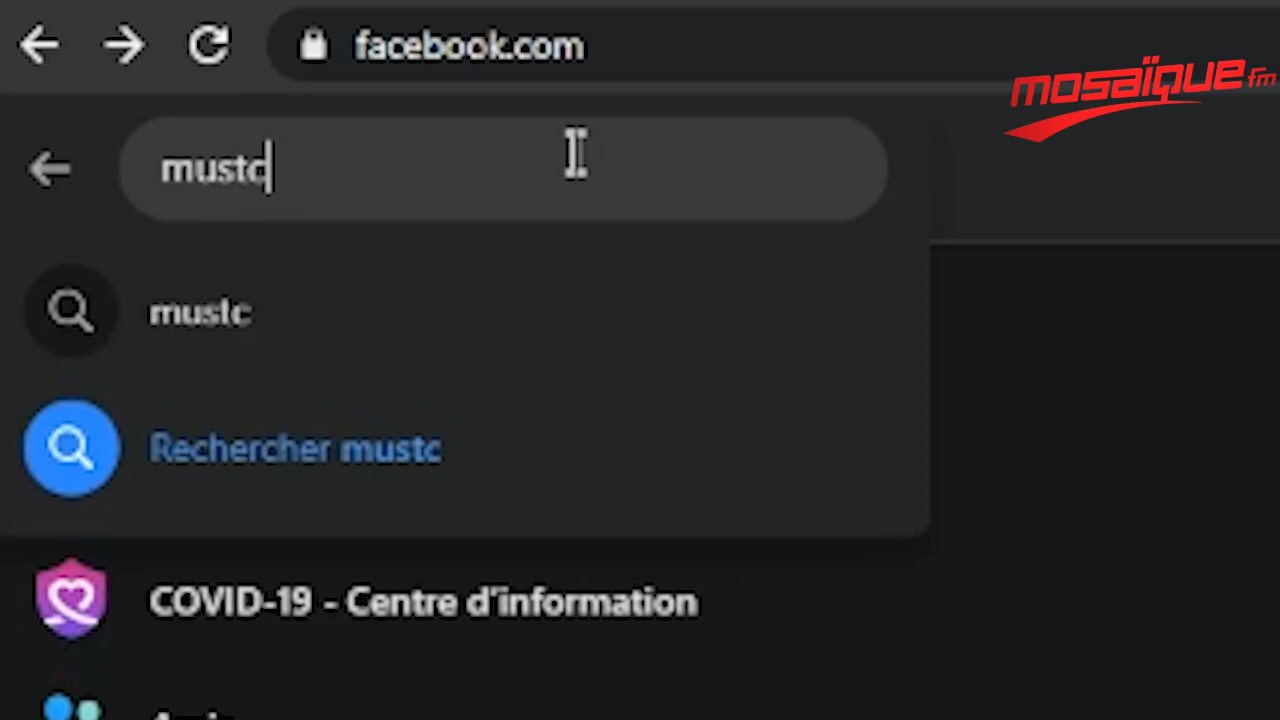 facebook.com
mosaïque fm
mustc
mustc
Rechercher mustc
COVID-19 - Centre d'information